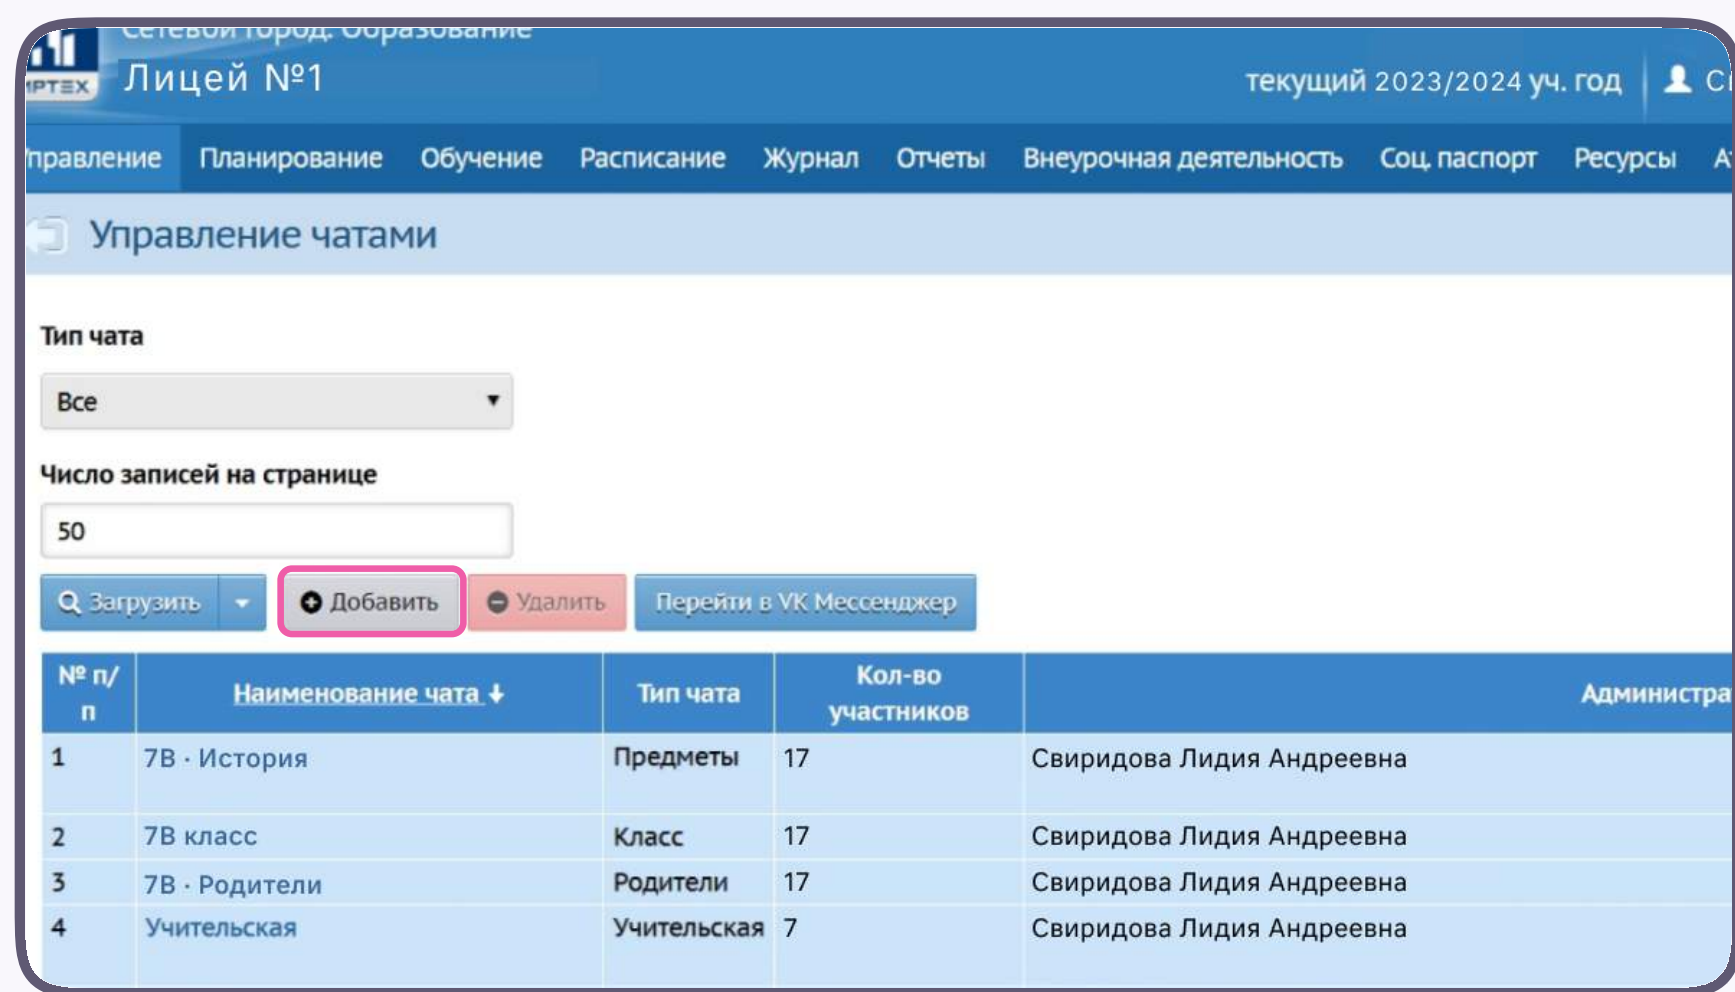 Сетевой город. Образование
Лицей №1
текущий 2023/2024 уч. год
Планирование Обучение Расписание Журнал Отчеты Внеурочная деятельность Соц. паспорт Ресурсы
Управление чатами
Тип чата
Все
Число записей на странице
50
Загрузить Добавить Удалить Перейти в VK Мессенджер
№ п/п Наименование чата Тип чата Кол-во участников
1 7В · История Предметы 17 Свиридова Лидия Андреевна
2 7В класс Класс 17 Свиридова Лидия Андреевна
3 7В · Родители Родители 17 Свиридова Лидия Андреевна
4 Учительская Учительская 7 Свиридова Лидия Андреевна